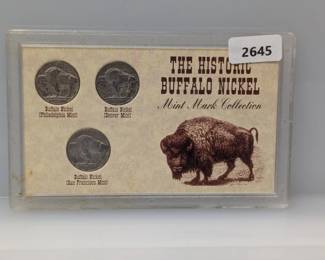 2645
THE HISTORIC
BUFFALO NICKEL
Mint Mark Collection
Buffalo Nickel
(Philadelphia Mint)
Buffalo Nickel
(Denver Mint)
Buffalo Nickel
(San Francisco Mint)